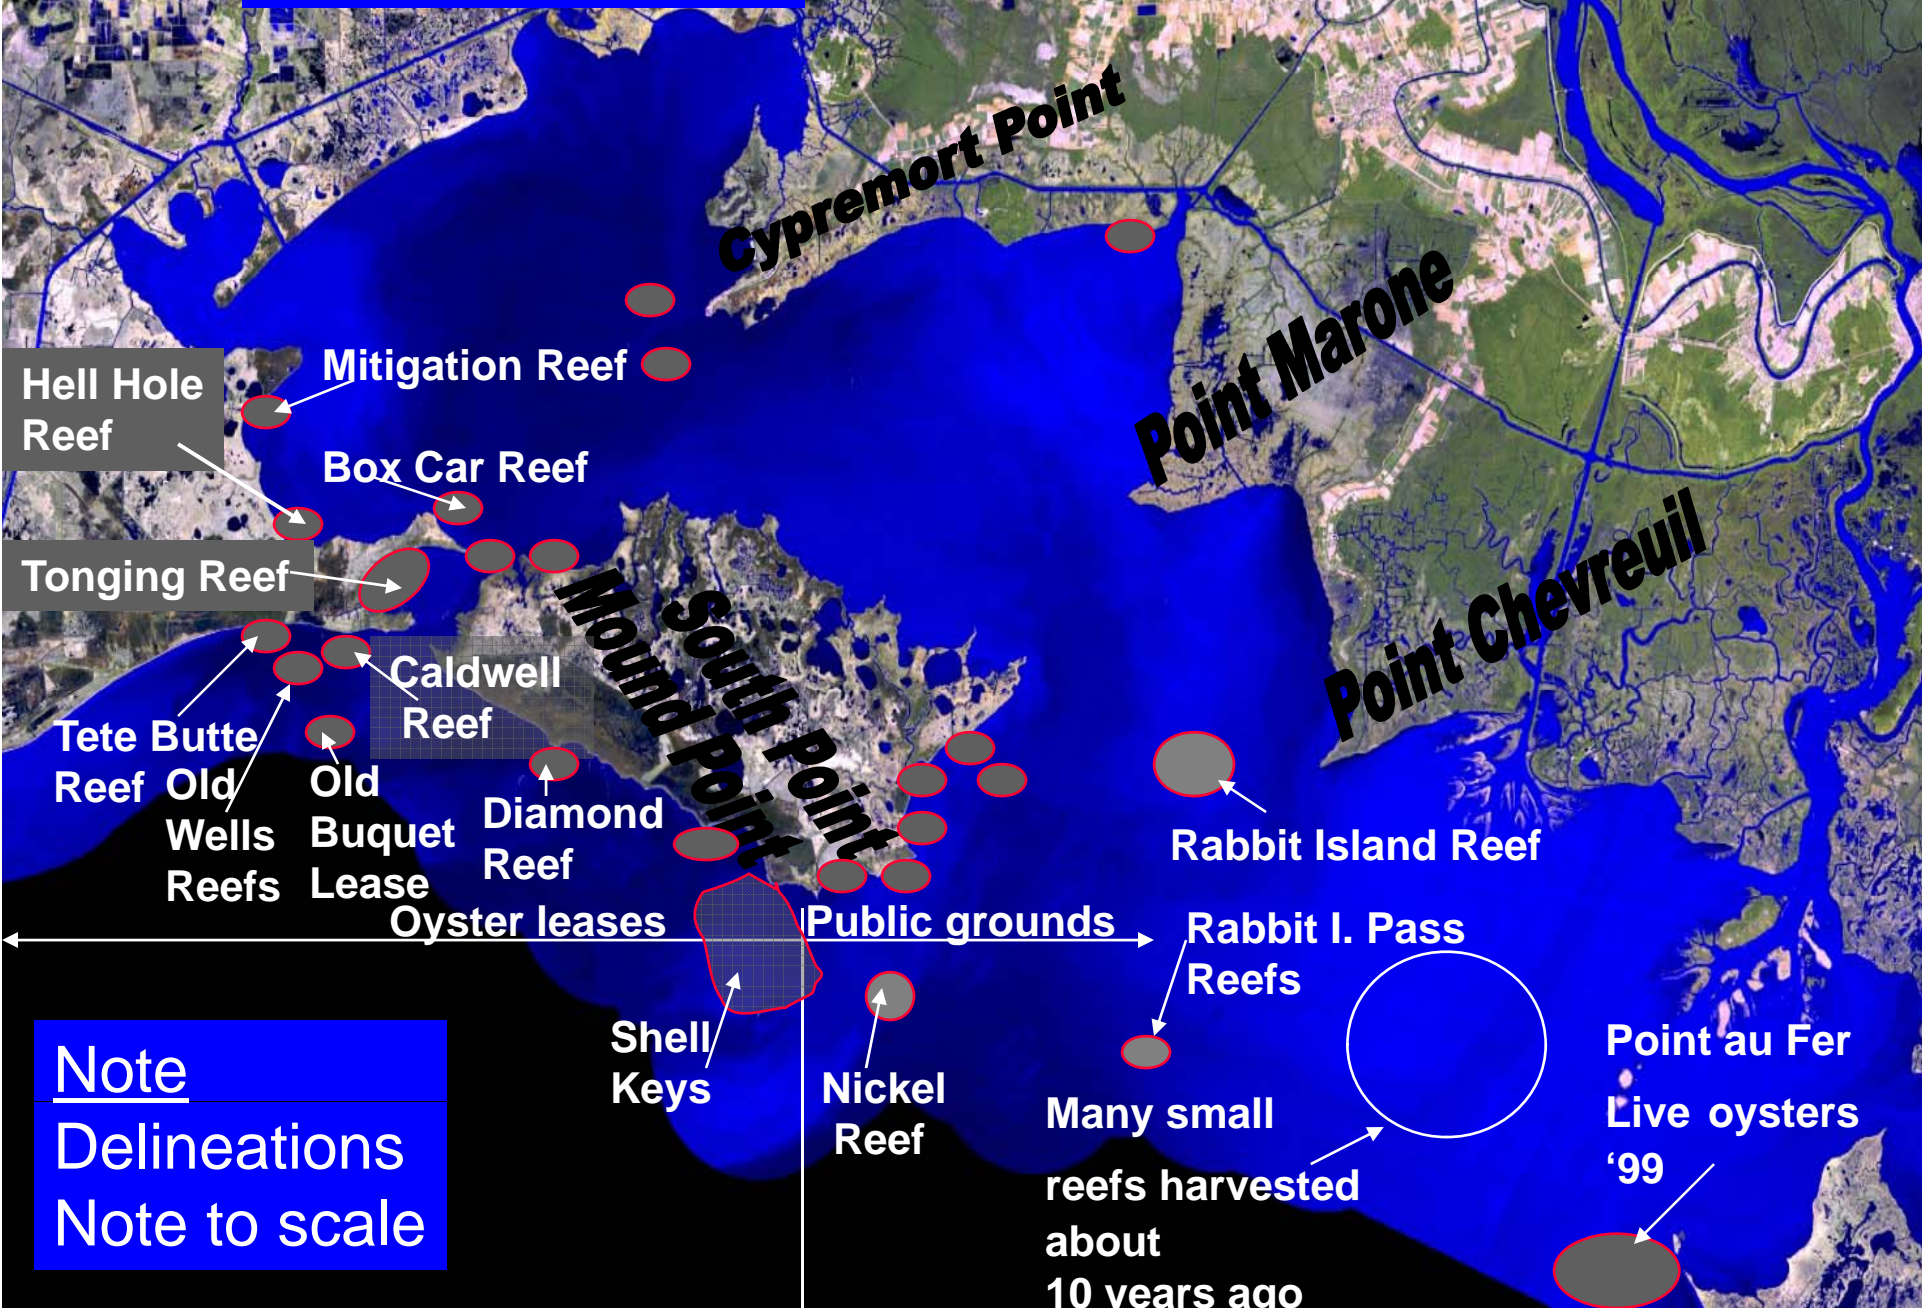 Cypremort Point
Point Marone
Mitigation Reef
Hell Hole
Reef
Box Car Reef
Tonging Reef
Mound Point
South Point
Point Chevreuil
Caldwell
Reef
Tete Butte
Reef
Old
Wells
Reefs
Old
Buquet
Lease
Diamond
Reef
Rabbit Island Reef
Oyster leases
Public grounds
Rabbit I. Pass
Reefs
Shell
Keys
Nickel
Reef
Many small
reefs harvested
about
10 years ago
Point au Fer
Live oysters
‘99
Note
Delineations
Note to scale